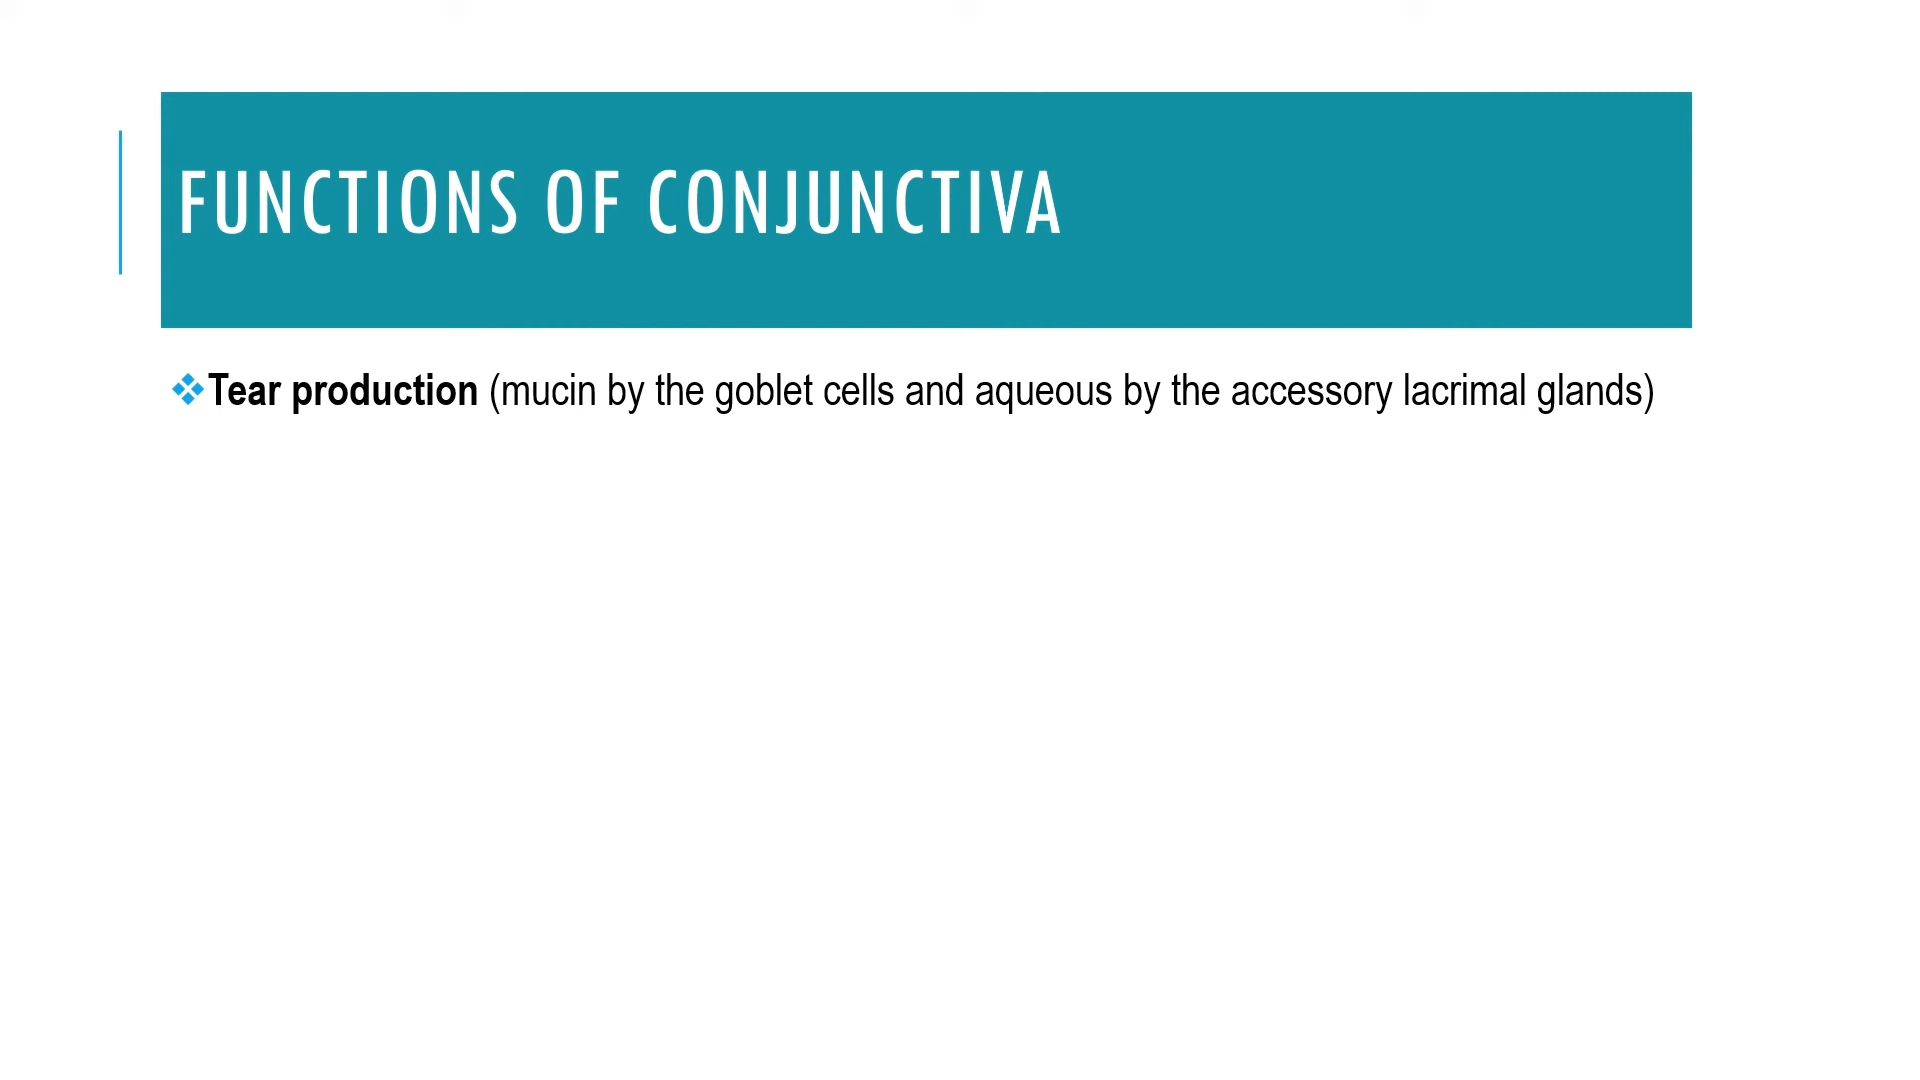 FUNCTIONS OF CONJUNCTIVA
❖Tear production (mucin by the goblet cells and aqueous by the accessory lacrimal glands)